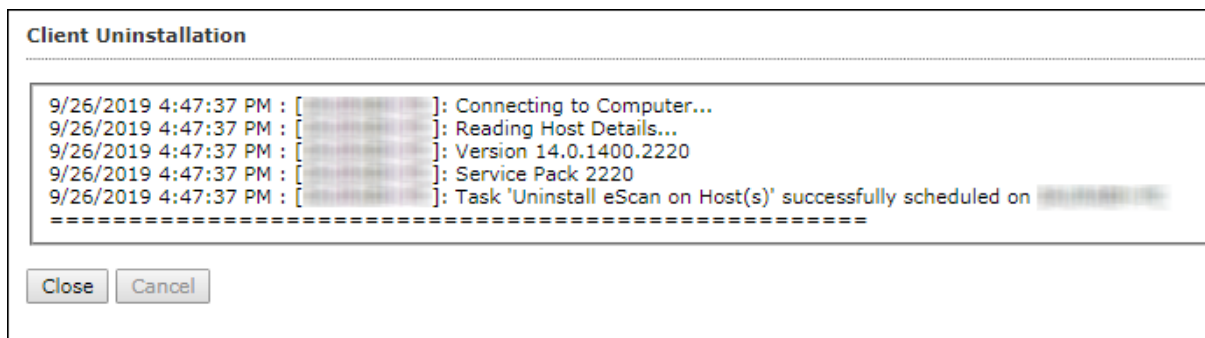 Client Uninstallation
9/26/2019 4:47:37 PM : [ ]: Connecting to Computer...
9/26/2019 4:47:37 PM : [ ]: Reading Host Details...
9/26/2019 4:47:37 PM : [ ]: Version 14.0.1400.2220
9/26/2019 4:47:37 PM : [ ]: Service Pack 2220
9/26/2019 4:47:37 PM : [ ]: Task 'Uninstall eScan on Host(s)' successfully scheduled on
=====================================================
Close Cancel